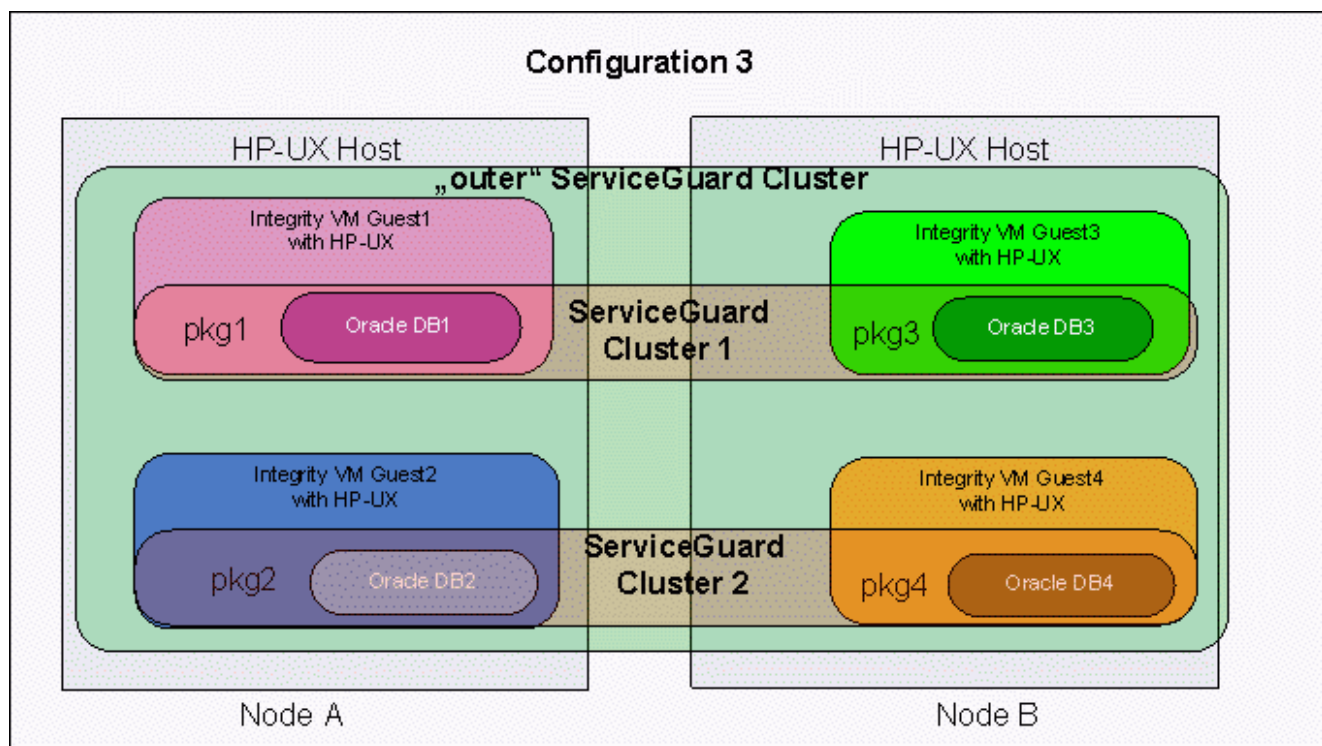 Configuration 3
HP-UX Host
HP-UX Host
„outer“ ServiceGuard Cluster
Integrity VM Guest1
with HP-UX
Integrity VM Guest3
with HP-UX
pkg1
Oracle DB1
ServiceGuard
Cluster 1
pkg3
Oracle DB3
Integrity VM Guest2
with HP-UX
Integrity VM Guest4
with HP-UX
pkg2
Oracle DB2
ServiceGuard
Cluster 2
pkg4
Oracle DB4
Node A
Node B